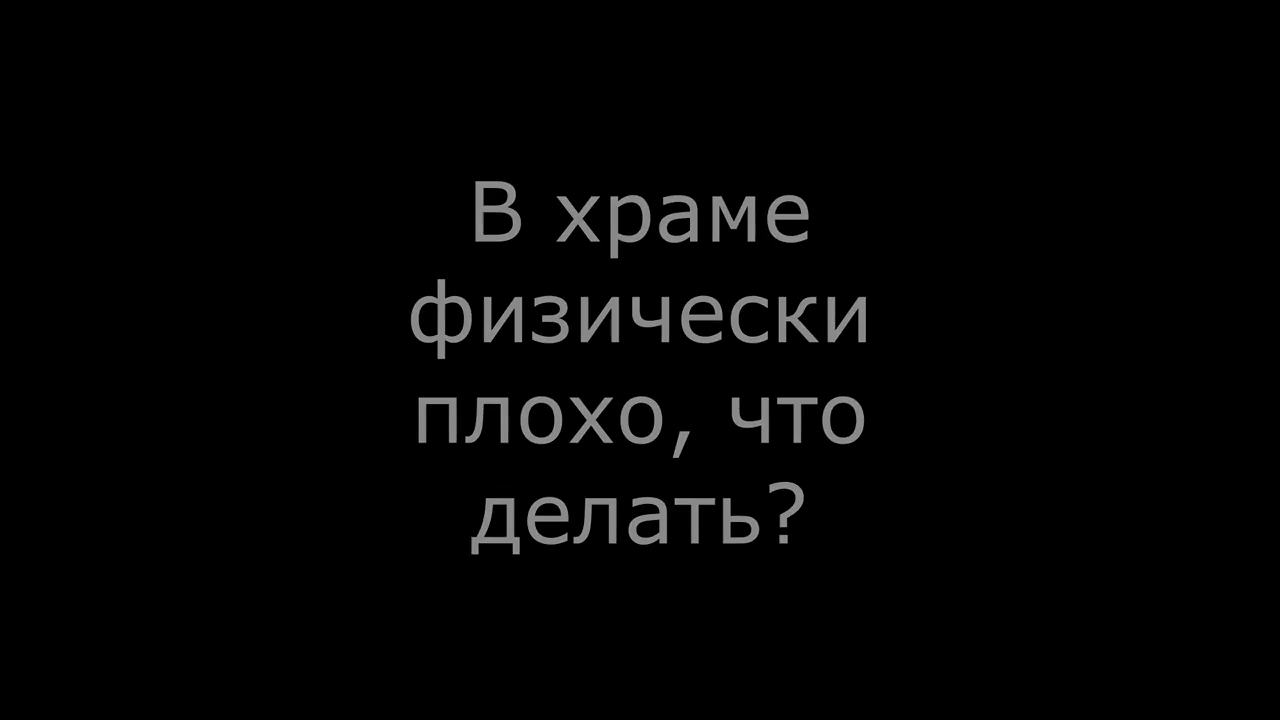 В храме
физически
плохо, что
делать?